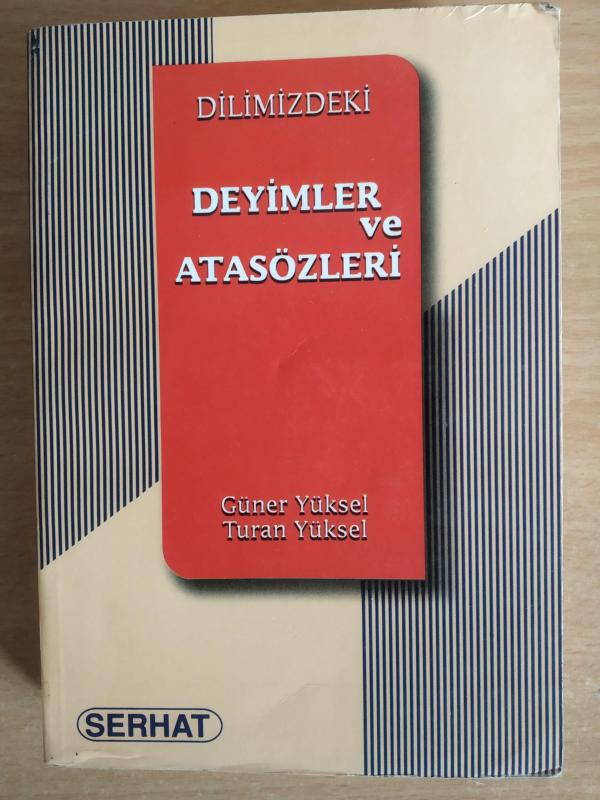 DİLİMİZDEKİ
DEYİMLER
ve
ATASÖZLERİ
Güner Yüksel
Turan Yüksel
SERHAT